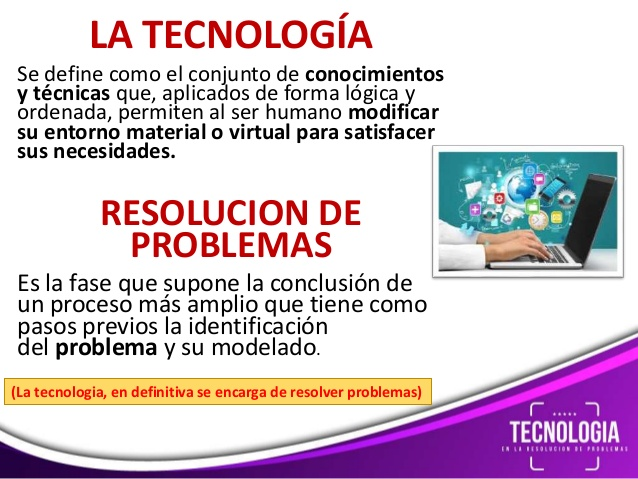 LA TECNOLOGÍA
Se define como el conjunto de conocimientos
y técnicas que, aplicados de forma lógica y
ordenada, permiten al ser humano modificar
su entorno material o virtual para satisfacer
sus necesidades.
RESOLUCION DE
PROBLEMAS
Es la fase que supone la conclusión de
un proceso más amplio que tiene como
pasos previos la identificación
del problema y su modelado.
(La tecnologia, en definitiva se encarga de resolver problemas)
TECNOLOGIA
EN LA RESOLUCION DE PROBLEMAS